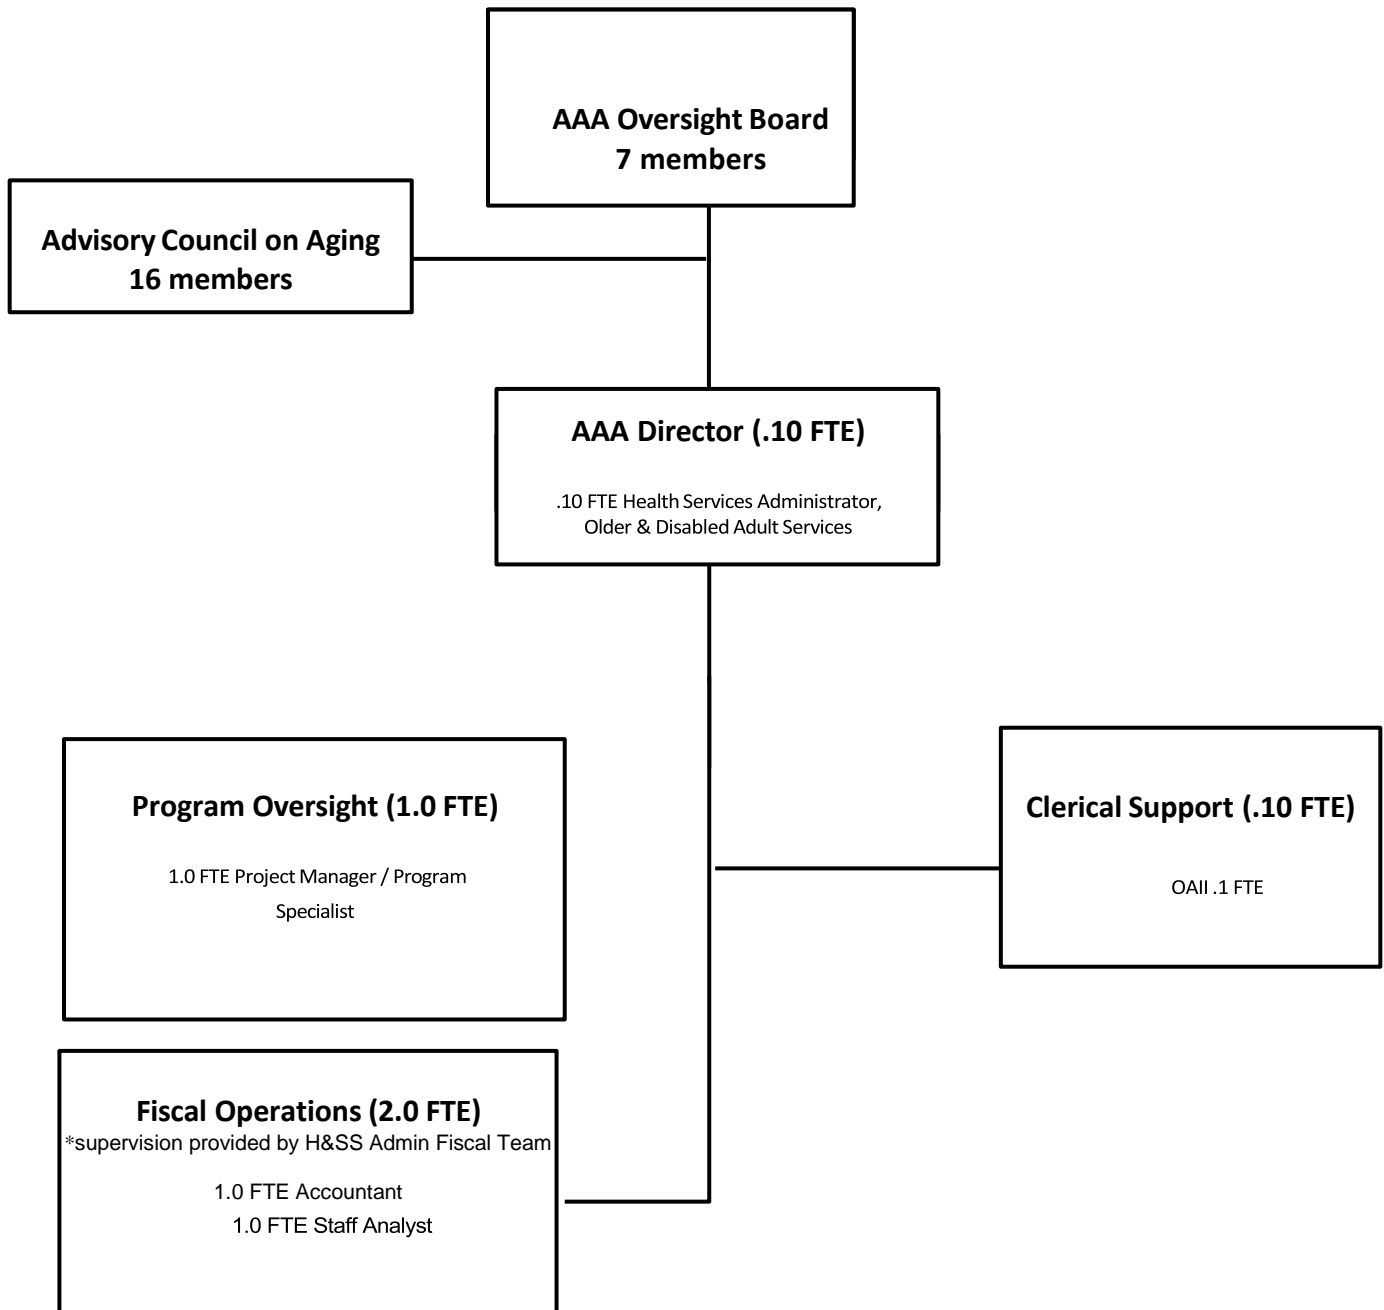 AAA Oversight Board
7 members
Advisory Council on Aging
16 members
AAA Director (.10 FTE)
.10 FTE Health Services Administrator,
Older & Disabled Adult Services
Program Oversight (1.0 FTE)
1.0 FTE Project Manager / Program
Specialist
Clerical Support (.10 FTE)
OAII .1 FTE
Fiscal Operations (2.0 FTE)
*supervision provided by H&SS Admin Fiscal Team
1.0 FTE Accountant
1.0 FTE Staff Analyst